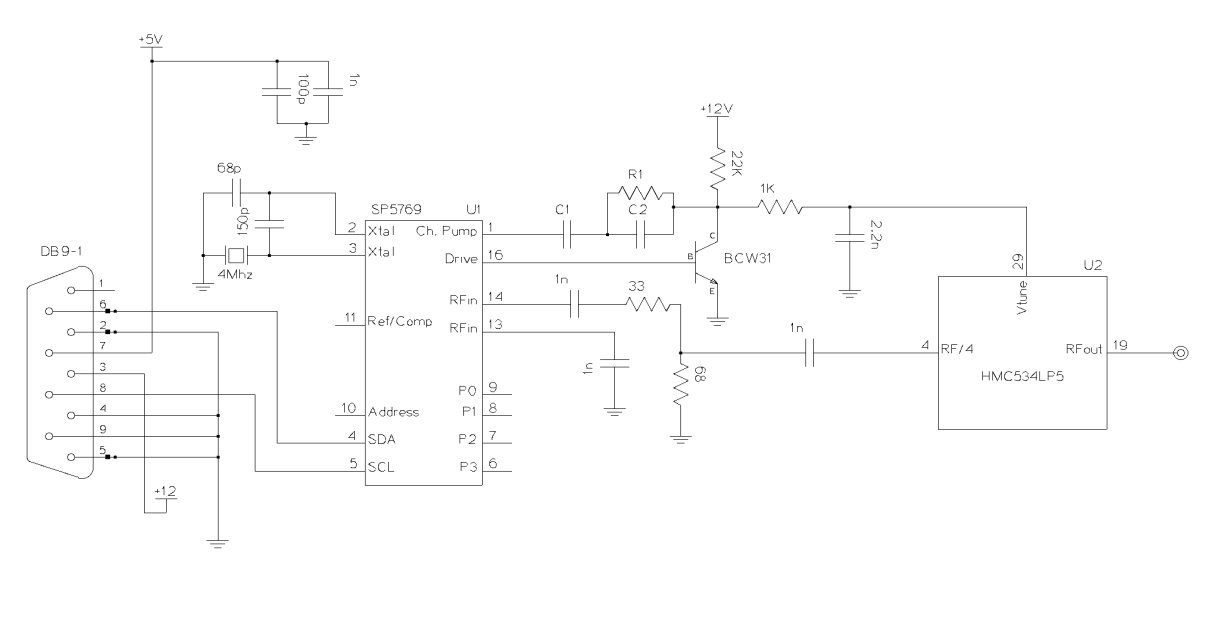 +5V
100p
1n
+12V
22K
68p
150p
4Mhz
R1
C1
C2
1K
2.2n
SP5769
U1
2
Xtal
3
Xtal
Ch. Pump
1
Drive
16
C
B
E
BCW31
DB9-1
1
6
2
7
3
8
4
9
5
+12
11
Ref/Comp
RFin
14
RFin
13
1n
33
1n
68
1n
10
Address
4
SDA
5
SCL
P0
9
P1
8
P2
7
P3
6
29
U2
Vtune
4
RF/4
RFout
19
HMC534LP5